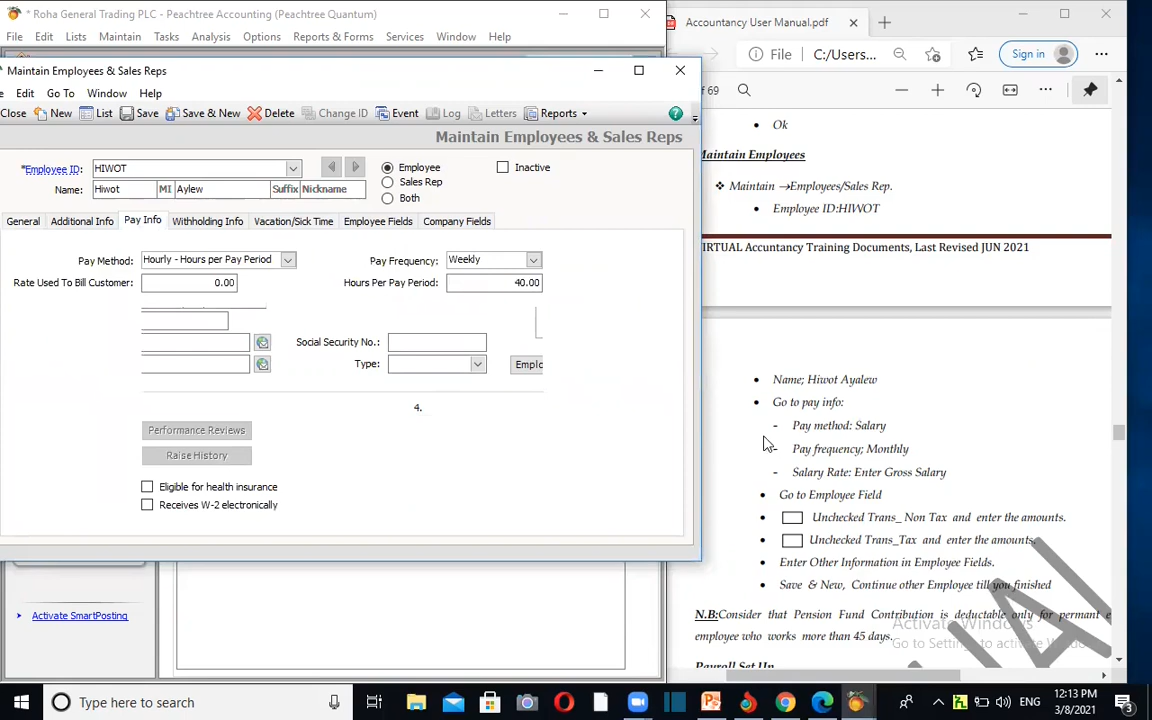 Roha General Trading PLC - Peachtree Accounting (Peachtree Quantum)
File Edit Lists Maintain Tasks Analysis Options Reports & Forms Services Window Help
Maintain Employees & Sales Reps
Edit Go To Window Help
Close New List Save Save & New Delete Change ID Event Log Letters Reports
Maintain Employees & Sales Reps
*Employee ID: HIWOT
Name: Hiwot MI Aylew Suffix Nickname
Employee
Sales Rep
Both
Inactive
General Additional Info Pay Info Withholding Info Vacation/Sick Time Employee Fields Company Fields
Pay Method: Hourly - Hours per Pay Period Pay Frequency: Weekly
Rate Used To Bill Customer: 0.00 Hours Per Pay Period: 40.00
Social Security No.:
Type: Emplo
4.
Performance Reviews
Raise History
Eligible for health insurance
Receives W-2 electronically
Activate SmartPosting
Accountancy User Manual.pdf
File C:/Users... Sign in
of 69
• Ok
Maintain Employees
❖ Maintain →Employees/Sales Rep.
• Employee ID:HIWOT
VIRTUAL Accuntancy Training Documents, Last Revised JUN 2021
• Name; Hiwot Ayalew
• Go to pay info:
- Pay method: Salary
- Pay frequency; Monthly
- Salary Rate: Enter Gross Salary
• Go to Employee Field
• Unchecked Trans_ Non Tax and enter the amounts.
• Unchecked Trans_Tax and enter the amounts.
• Enter Other Information in Employee Fields.
• Save & New, Continue other Employee till you finished
N.B:Consider that Pension Fund Contribution is deductable only for permant e
employee who works more than 45 days.
Payroll Set Up
Activate Windows
Go to Settings to activate Windows.
Type here to search
ENG
12:13 PM
3/8/2021
3